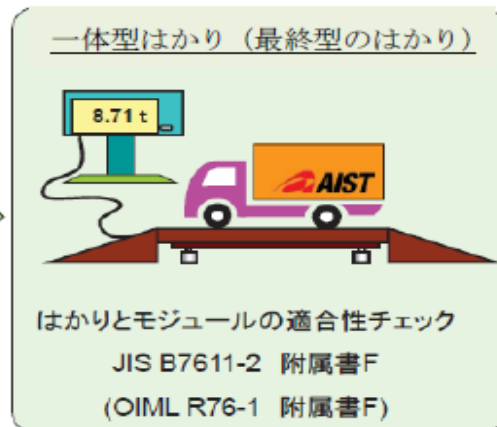 一体型はかり（最終型のはかり）
8.71 t
AIST
はかりとモジュールの適合性チェック
JIS B7611-2 附属書F
(OIML R76-1 附属書F)